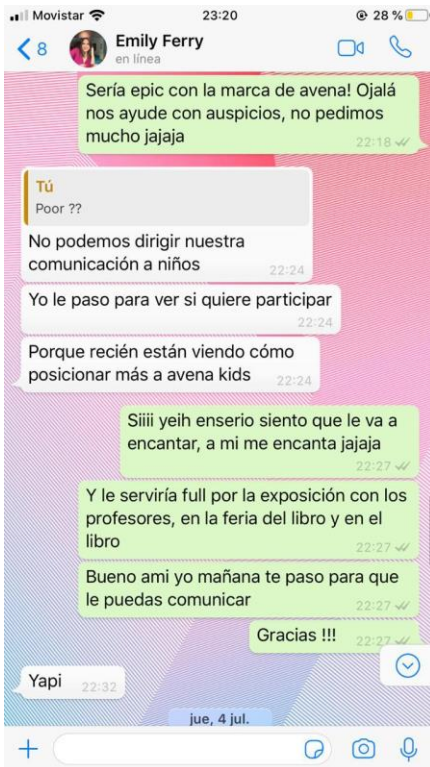 Movistar 23:20 28 %
8 Emily Ferry
en línea
Sería epic con la marca de avena! Ojalá
nos ayude con auspicios, no pedimos
mucho jajaja
22:18
Tú
Poor ??
No podemos dirigir nuestra
comunicación a niños
22:24
Yo le paso para ver si quiere participar
22:24
Porque recién están viendo cómo
posicionar más a avena kids
22:24
Siiii yeih enserio siento que le va a
encantar, a mi me encanta jajaja
22:27
Y le serviría full por la exposición con los
profesores, en la feria del libro y en el
libro
22:27
Bueno ami yo mañana te paso para que
le puedas comunicar
22:27
Gracias !!! 22:27
Yapi 22:32
jue, 4 jul.